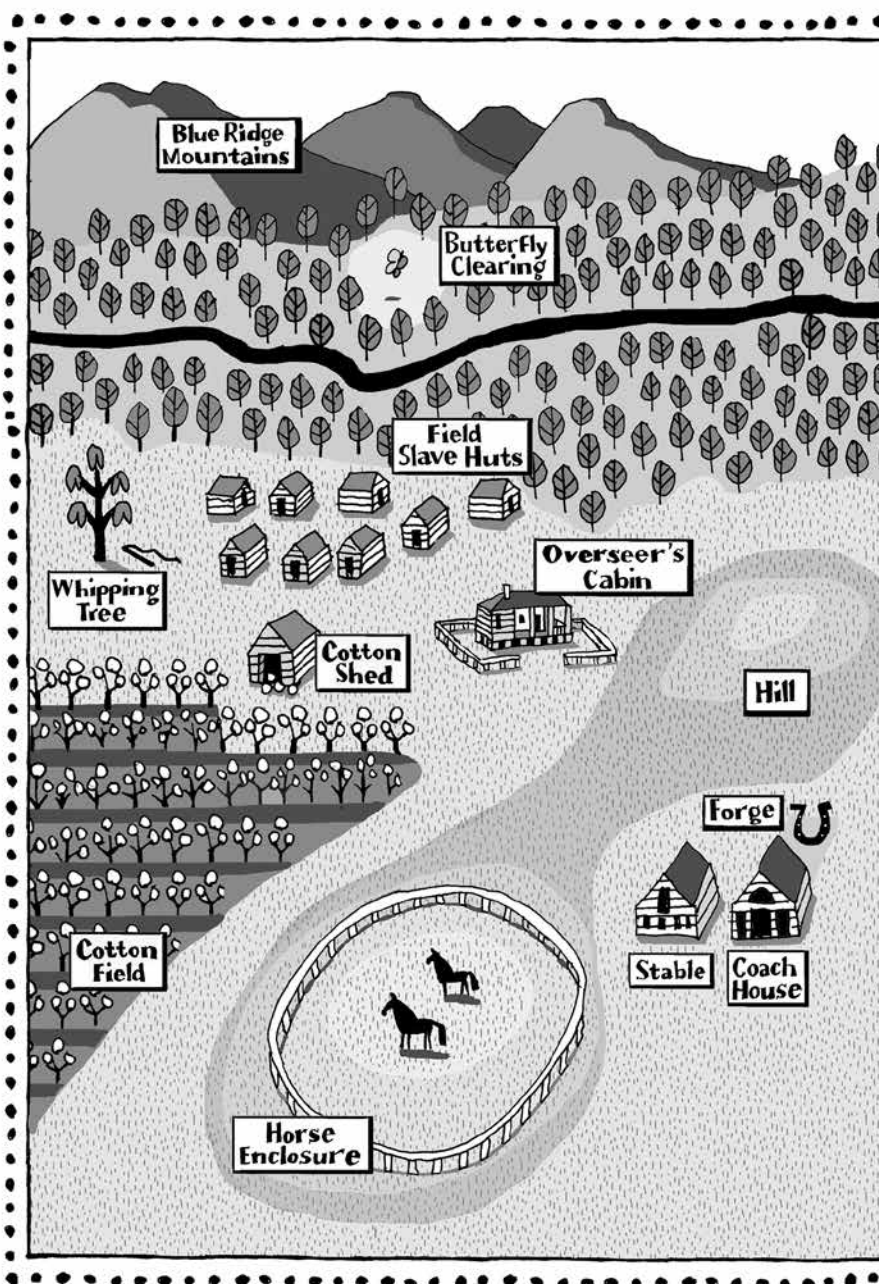 Blue Ridge
Mountains
Butterfly
Clearing
Field
Slave Huts
Whipping
Tree
Overseer's
Cabin
Cotton
Shed
Hill
Forge
Cotton
Field
Stable
Coach
House
Horse
Enclosure